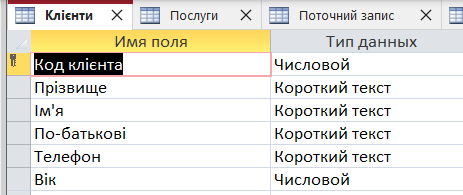 Клієнти Послуги Поточний запис
Имя поля Тип данных
Код клієнта Числовой
Прізвище Короткий текст
Ім'я Короткий текст
По-батькові Короткий текст
Телефон Короткий текст
Вік Числовой